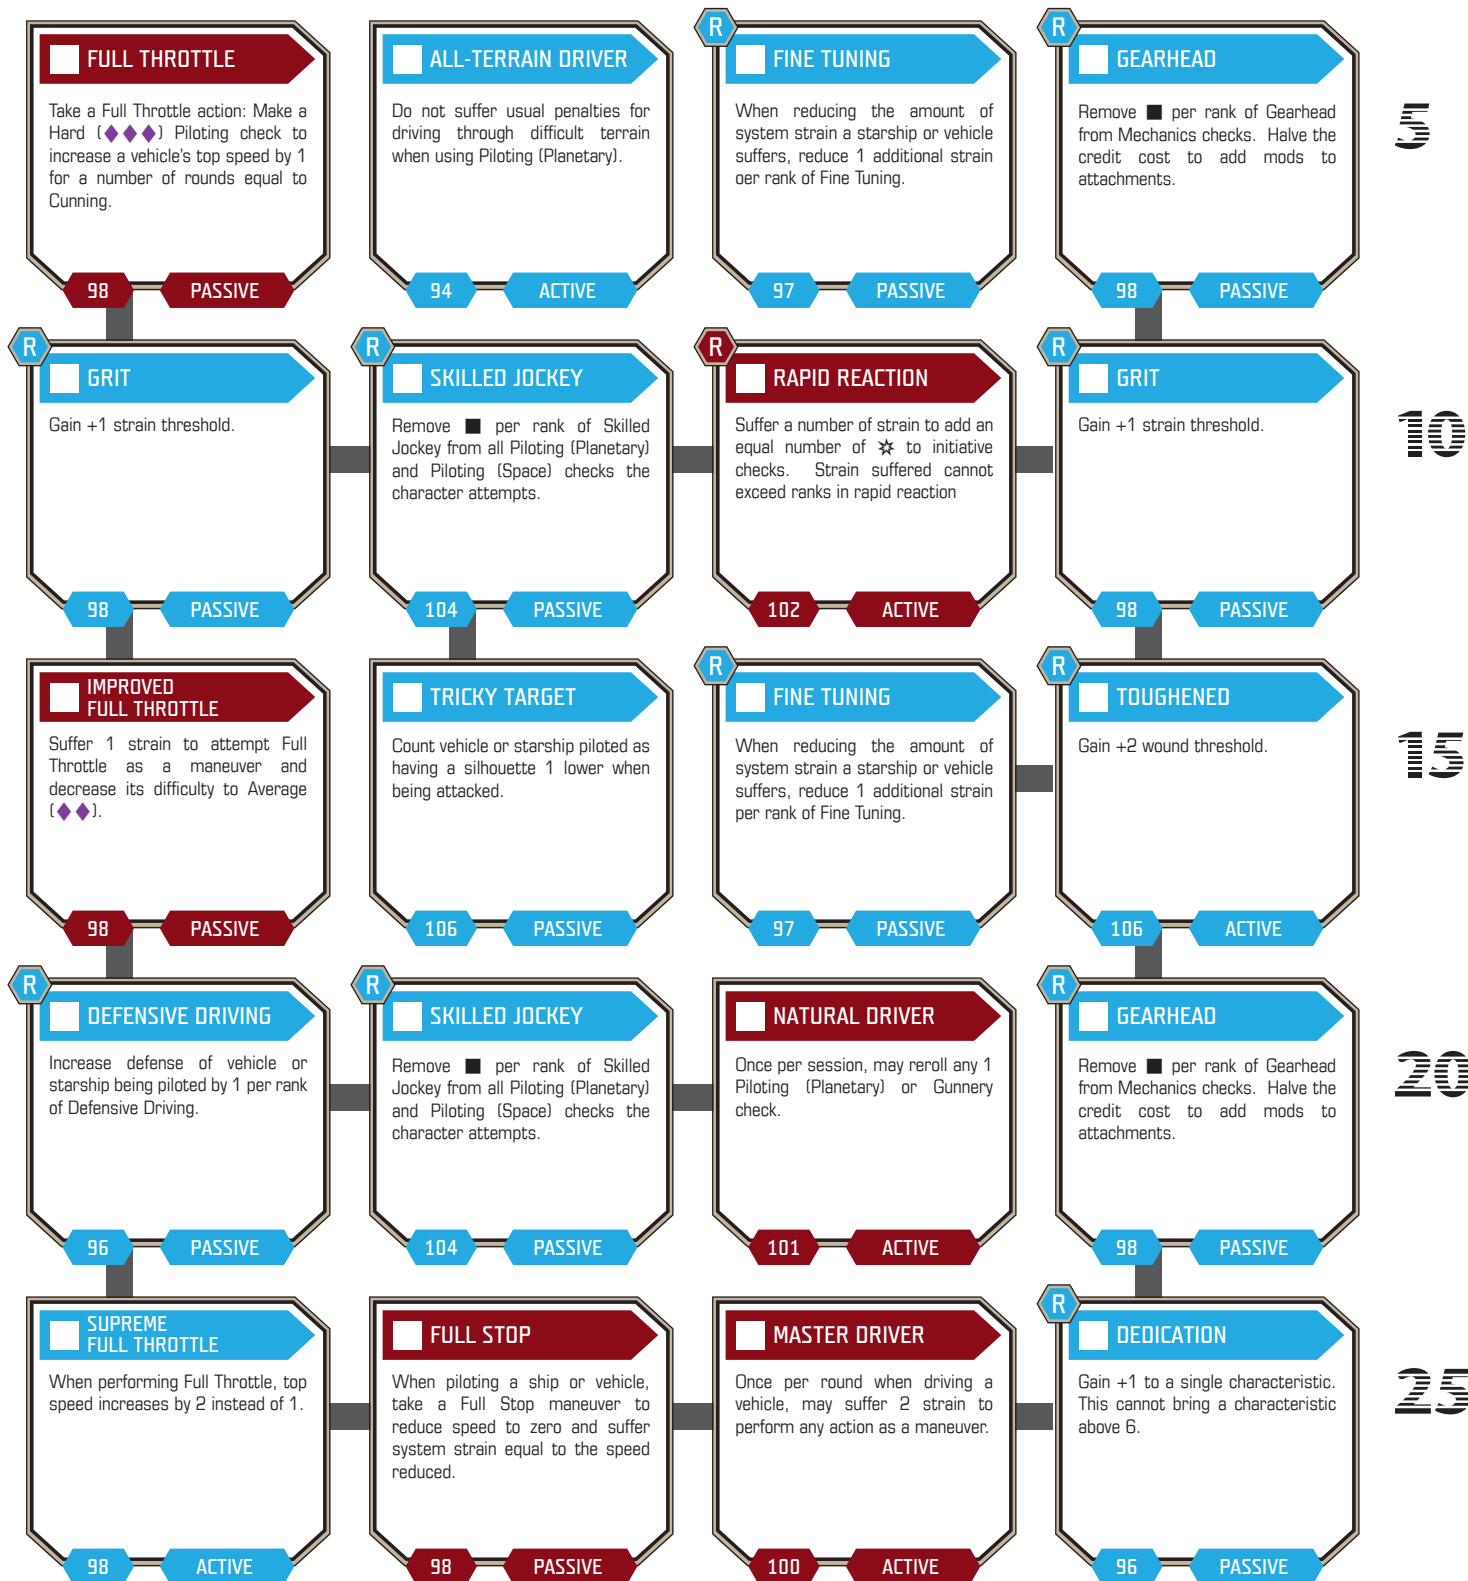 FULL THROTTLE
Take a Full Throttle action: Make a
Hard (♦♦♦) Piloting check to
increase a vehicle's top speed by 1
for a number of rounds equal to
Cunning.
98 PASSIVE
ALL-TERRAIN DRIVER
Do not suffer usual penalties for
driving through difficult terrain
when using Piloting (Planetary).
94 ACTIVE
R
FINE TUNING
When reducing the amount of
system strain a starship or vehicle
suffers, reduce 1 additional strain
oer rank of Fine Tuning.
97 PASSIVE
R
GEARHEAD
Remove ■ per rank of Gearhead
from Mechanics checks. Halve the
credit cost to add mods to
attachments.
98 PASSIVE
5
R
GRIT
Gain +1 strain threshold.
98 PASSIVE
R
SKILLED JOCKEY
Remove ■ per rank of Skilled
Jockey from all Piloting (Planetary)
and Piloting (Space) checks the
character attempts.
104 PASSIVE
R
RAPID REACTION
Suffer a number of strain to add an
equal number of to initiative
checks. Strain suffered cannot
exceed ranks in rapid reaction
102 ACTIVE
R
GRIT
Gain +1 strain threshold.
98 PASSIVE
10
IMPROVED
FULL THROTTLE
Suffer 1 strain to attempt Full
Throttle as a maneuver and
decrease its difficulty to Average
(♦♦).
98 PASSIVE
TRICKY TARGET
Count vehicle or starship piloted as
having a silhouette 1 lower when
being attacked.
106 PASSIVE
R
FINE TUNING
When reducing the amount of
system strain a starship or vehicle
suffers, reduce 1 additional strain
per rank of Fine Tuning.
97 PASSIVE
R
TOUGHENED
Gain +2 wound threshold.
106 ACTIVE
15
R
DEFENSIVE DRIVING
Increase defense of vehicle or
starship being piloted by 1 per rank
of Defensive Driving.
96 PASSIVE
R
SKILLED JOCKEY
Remove ■ per rank of Skilled
Jockey from all Piloting (Planetary)
and Piloting (Space) checks the
character attempts.
104 PASSIVE
NATURAL DRIVER
Once per session, may reroll any 1
Piloting (Planetary) or Gunnery
check.
101 ACTIVE
R
GEARHEAD
Remove ■ per rank of Gearhead
from Mechanics checks. Halve the
credit cost to add mods to
attachments.
98 PASSIVE
20
SUPREME
FULL THROTTLE
When performing Full Throttle, top
speed increases by 2 instead of 1.
98 ACTIVE
FULL STOP
When piloting a ship or vehicle,
take a Full Stop maneuver to
reduce speed to zero and suffer
system strain equal to the speed
reduced.
98 PASSIVE
MASTER DRIVER
Once per round when driving a
vehicle, may suffer 2 strain to
perform any action as a maneuver.
100 ACTIVE
R
DEDICATION
Gain +1 to a single characteristic.
This cannot bring a characteristic
above 6.
96 PASSIVE
25